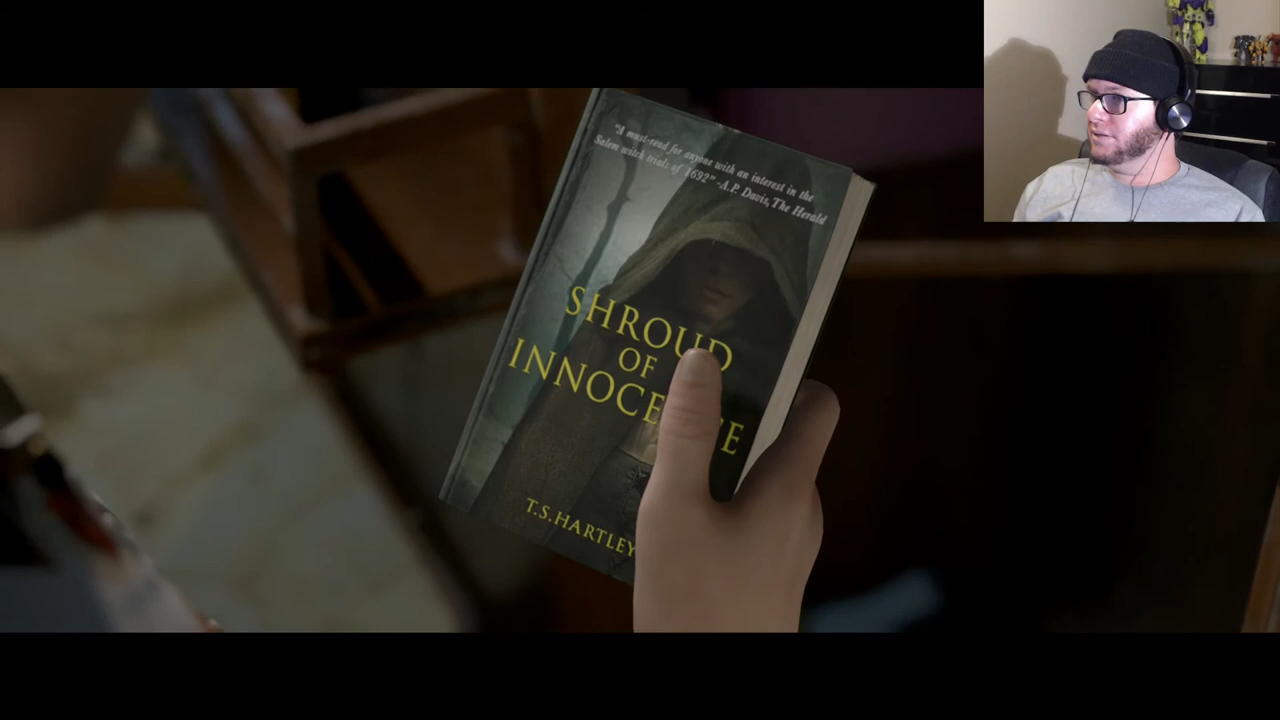 "A must-read for anyone with an interest in the
Salem witch trials of 1692" -A.P. Davis, The Herald
SHROUD
OF
INNOCE E
T.S.HARTLEY